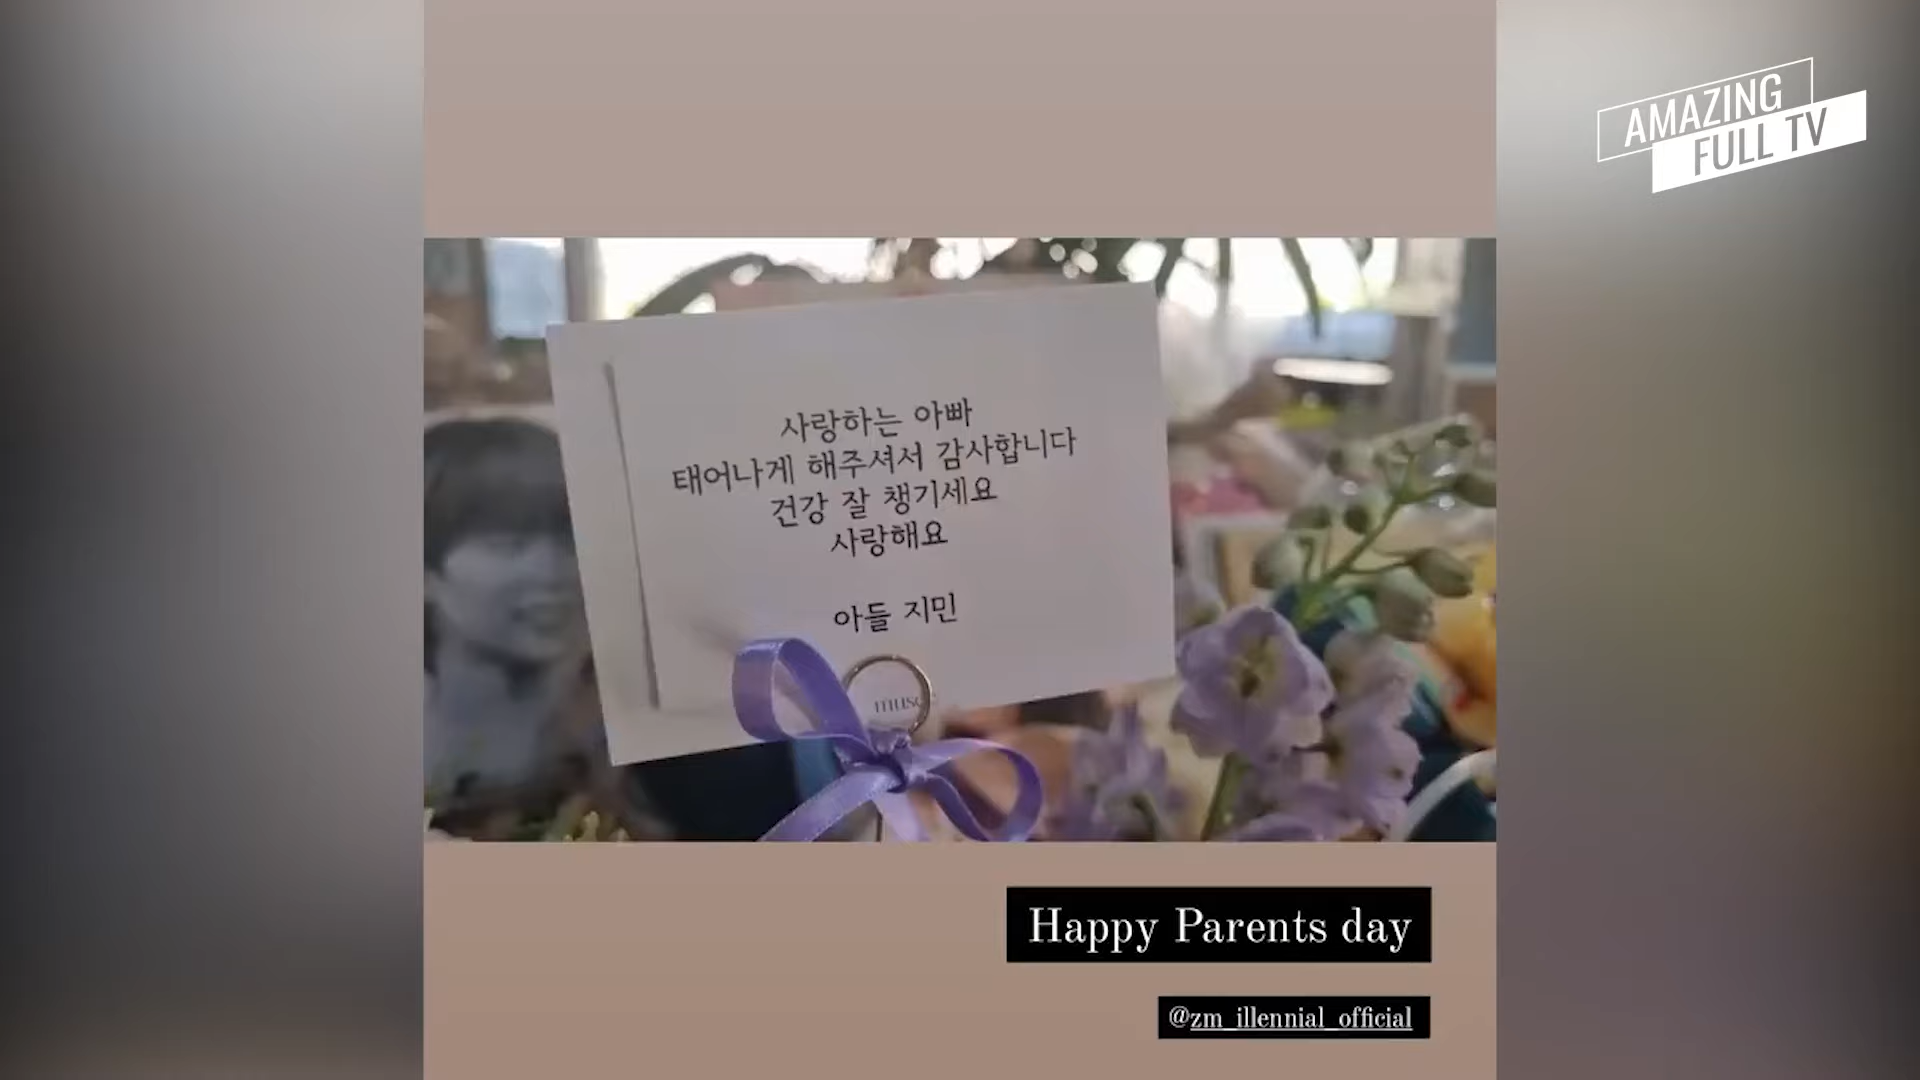 AMAZING
FULL TV
사랑하는 아빠
태어나게 해주셔서 감사합니다
건강 잘 챙기세요
사랑해요
아들 지민
Happy Parents day
@zm_illennial_official